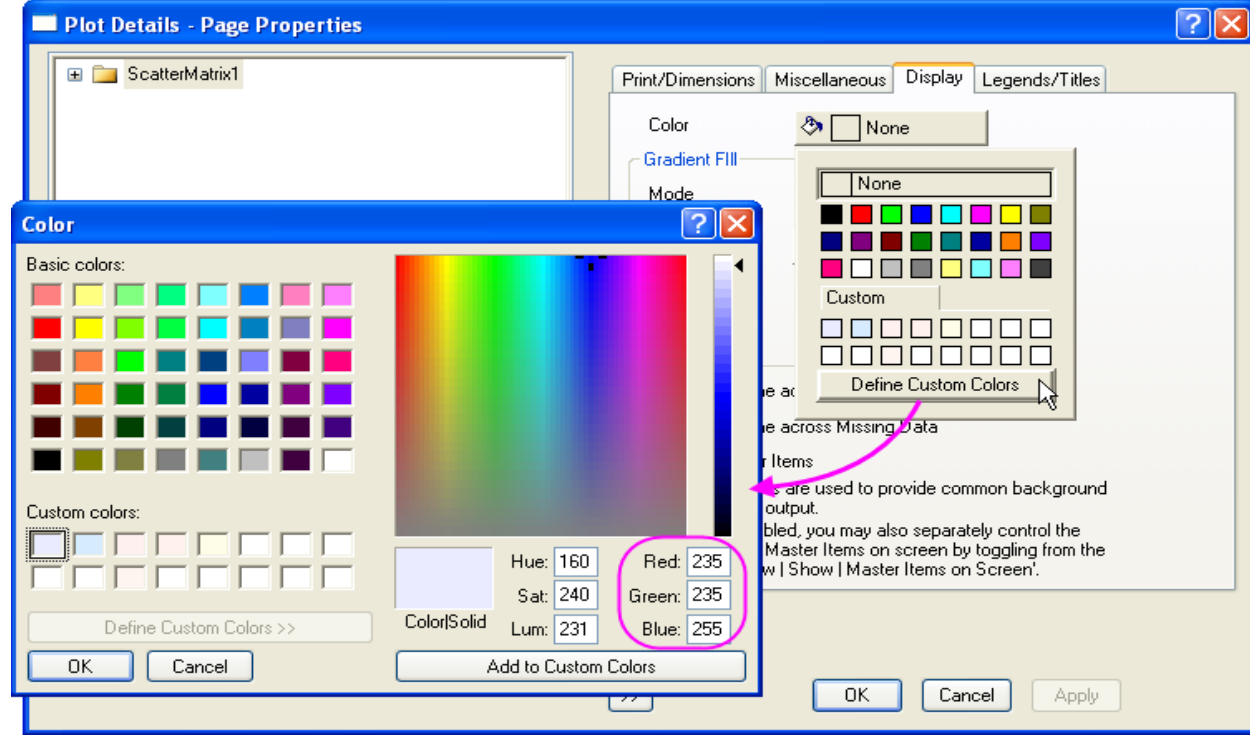 Plot Details - Page Properties
ScatterMatrix1
Print/Dimensions Miscellaneous Display Legends/Titles
Color None
Gradient FIll
Mode
None
Custom
Define Custom Colors
across Missing Data
Items
are used to provide common background
output.
you may also separately control the
Master Items on screen by toggling from the
| Show | Master Items on Screen'.
>>
OK Cancel Apply
Color
Basic colors:
Custom colors:
Define Custom Colors >>
OK Cancel
Color|Solid
Hue: 160
Sat: 240
Lum: 231
Red: 235
Green: 235
Blue: 255
Add to Custom Colors